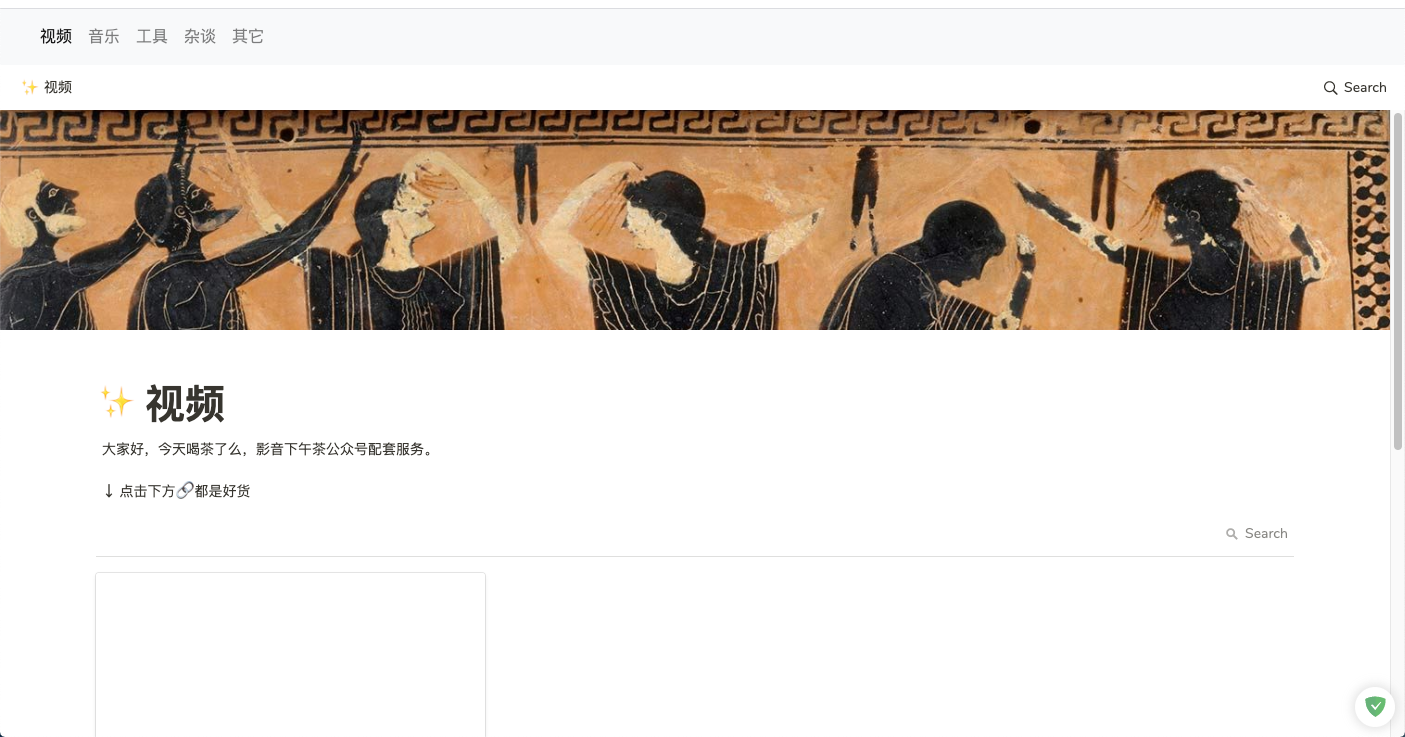 视频 音乐 工具 杂谈 其它
✨ 视频
Search
✨ 视频
大家好，今天喝茶了么，影音下午茶公众号配套服务。
↓ 点击下方🔗都是好货
Search